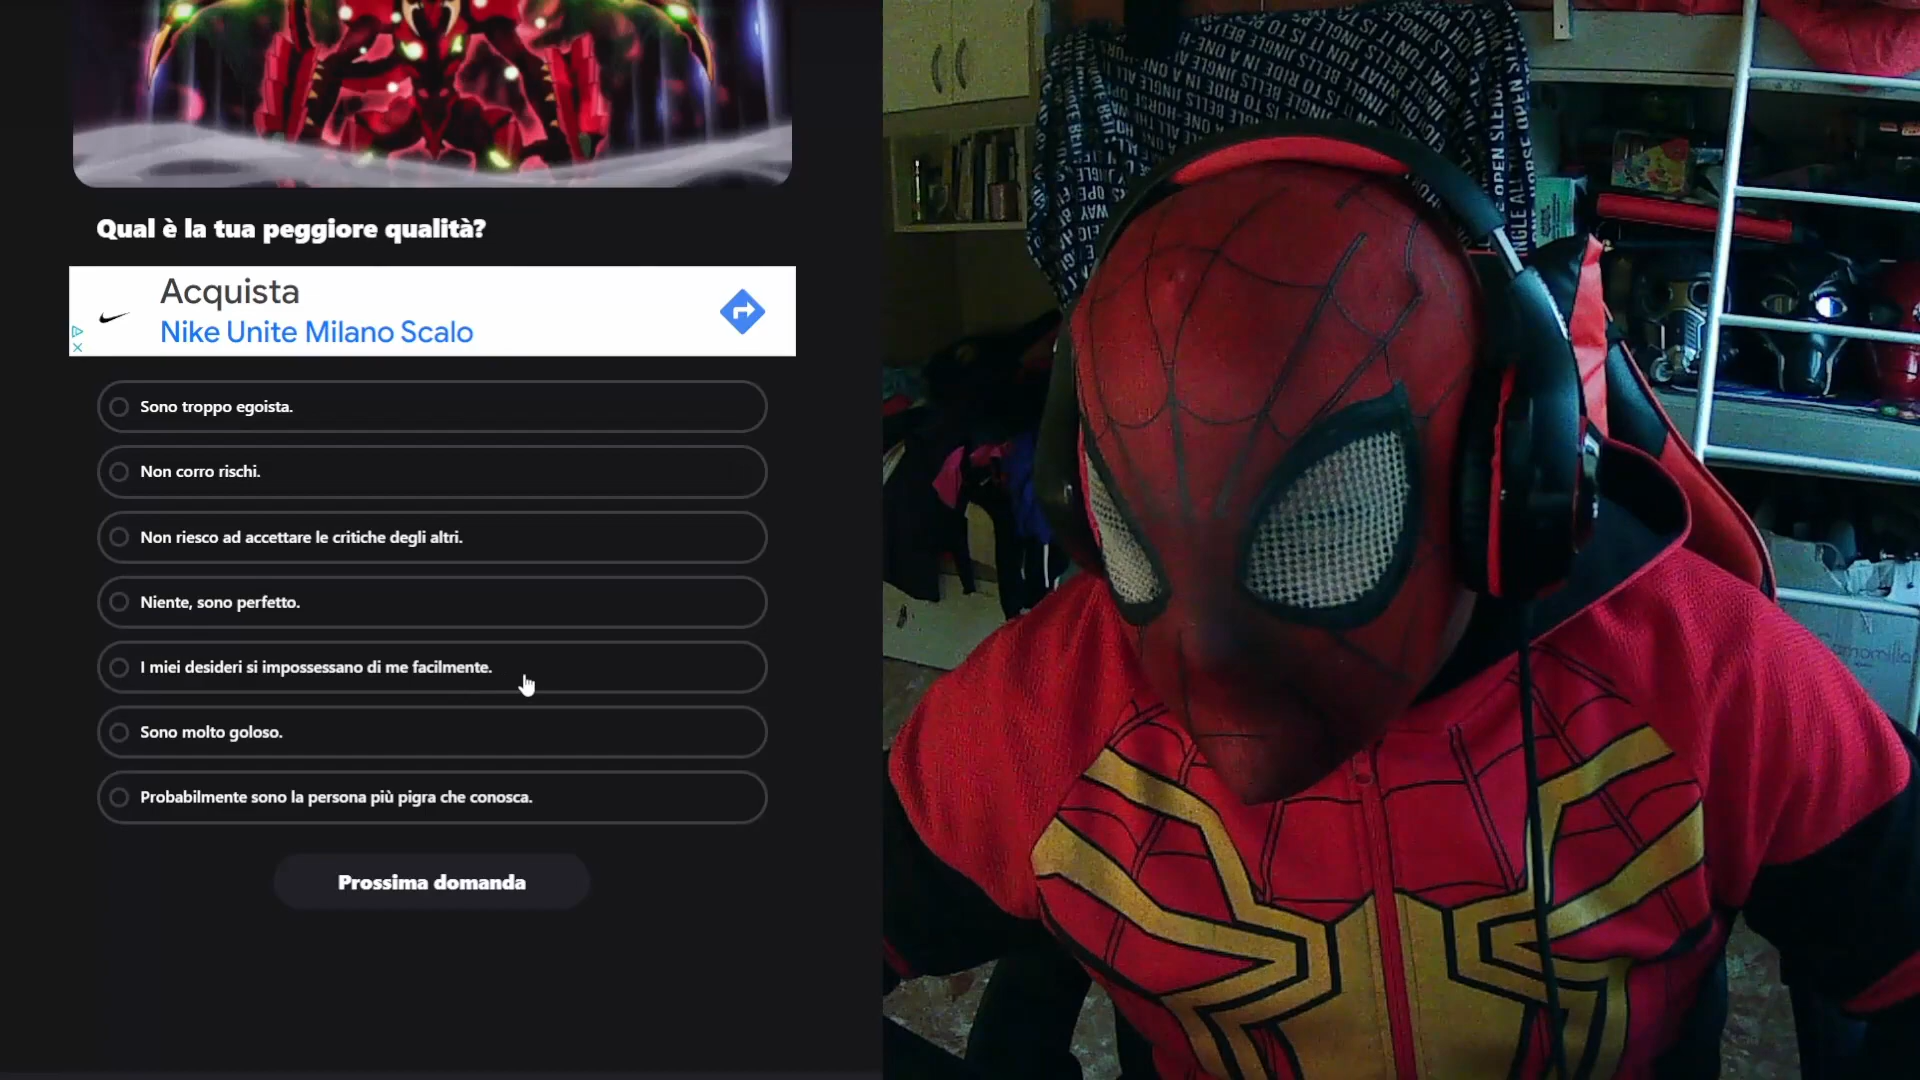 Qual è la tua peggiore qualità?
Acquista
Nike Unite Milano Scalo
Sono troppo egoista.
Non corro rischi.
Non riesco ad accettare le critiche degli altri.
Niente, sono perfetto.
I miei desideri si impossessano di me facilmente.
Sono molto goloso.
Probabilmente sono la persona più pigra che conosca.
Prossima domanda